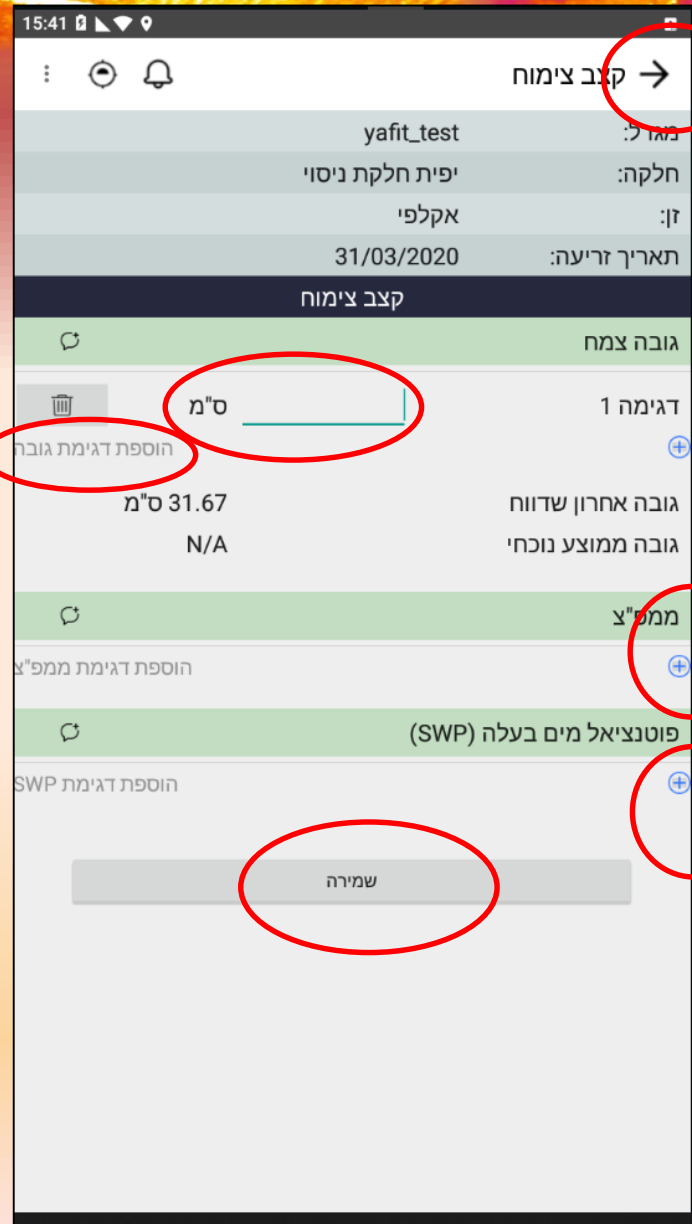 15:41
קצב צימוח
מגדל: yafit_test
חלקה: יפית חלקת ניסוי
זן: אקלפי
תאריך זריעה: 31/03/2020
קצב צימוח
גובה צמח
דגימה 1 ס"מ
הוספת דגימת גובה
גובה אחרון שדווח 31.67 ס"מ
גובה ממוצע נוכחי N/A
ממפ"צ
הוספת דגימת ממפ"צ
פוטנציאל מים בעלה (SWP)
הוספת דגימת SWP
שמירה